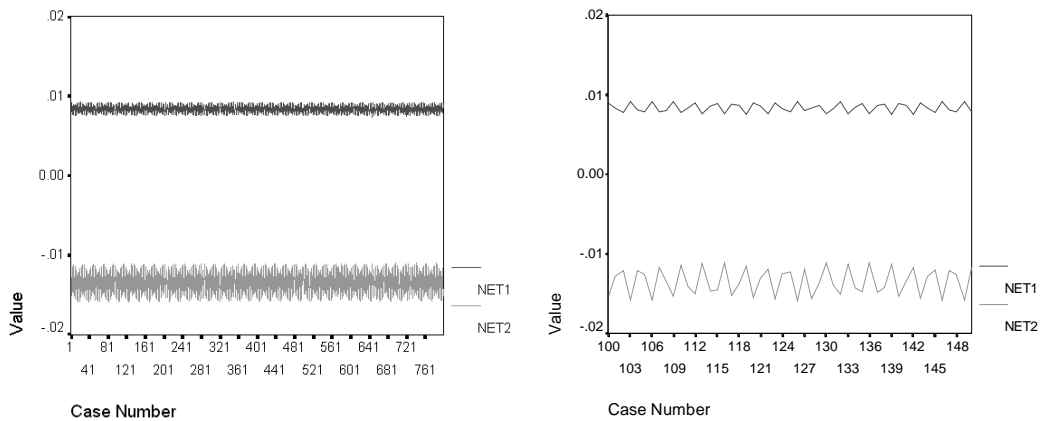 .02
.01
0.00
-.01
-.02
Value
1 81 161 241 321 401 481 561 641 721
41 121 201 281 361 441 521 601 681 761
Case Number
NET1
NET2
.02
.01
0.00
-.01
-.02
Value
100 106 112 118 124 130 136 142 148
103 109 115 121 127 133 139 145
Case Number
NET1
NET2